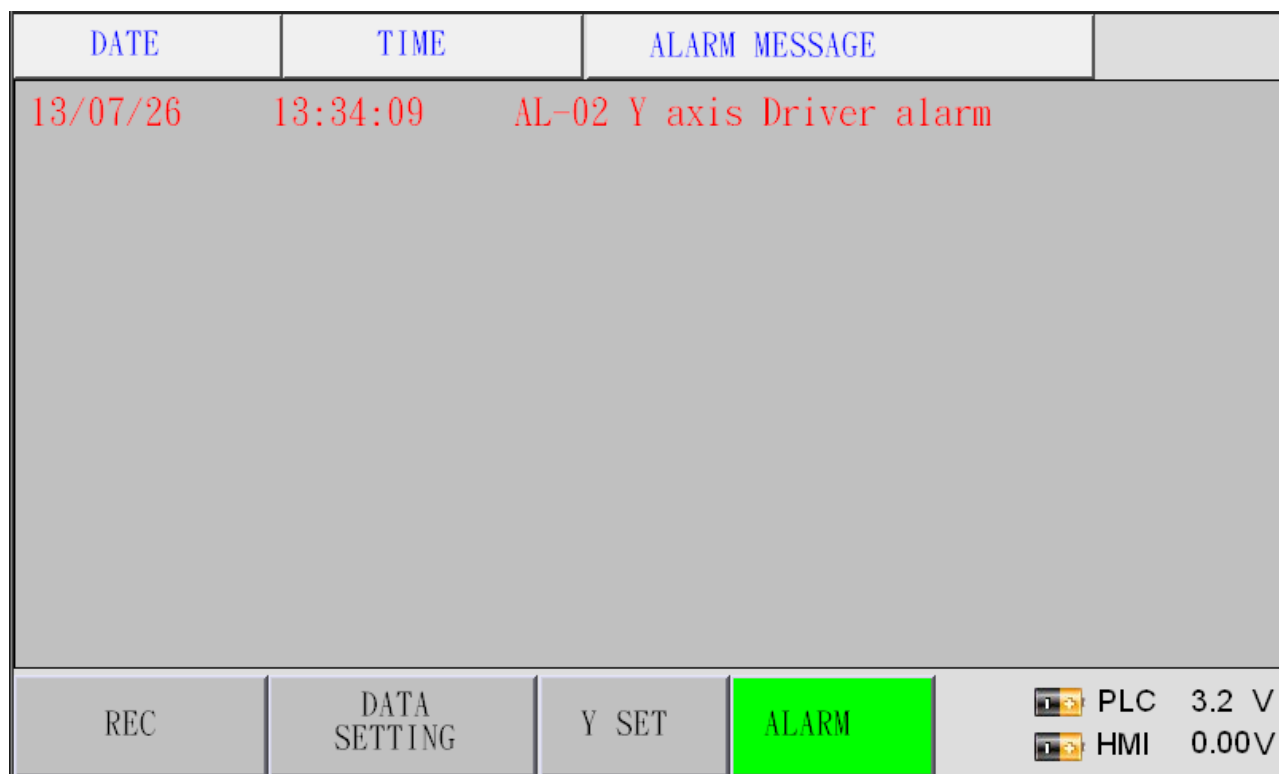 DATE TIME ALARM MESSAGE
13/07/26 13:34:09 AL-02 Y axis Driver alarm
REC
DATA
SETTING
Y SET
ALARM
PLC 3.2 V
HMI 0.00V